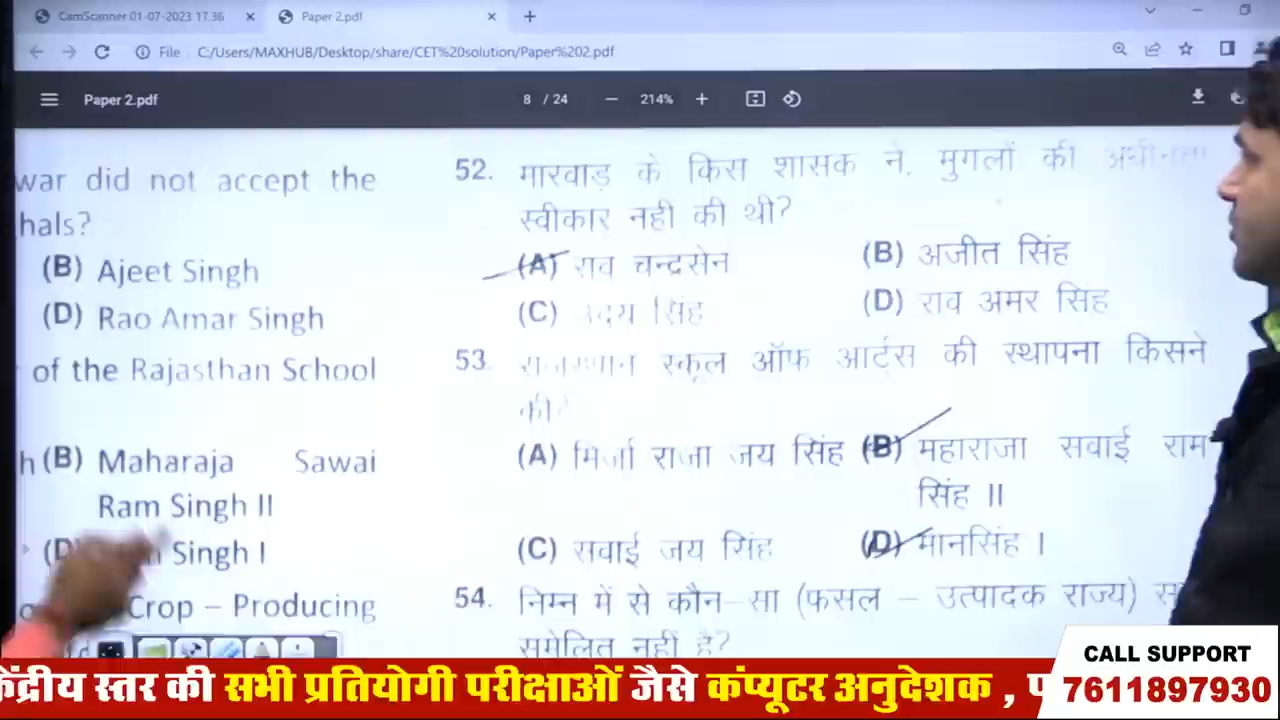 CamScanner 01-07-2023 17.36
Paper 2.pdf
File C:/Users/MAXHUB/Desktop/share/CET%20solution/Paper%202.pdf
Paper 2.pdf
8 / 24
214%
war did not accept the
hals?
(B) Ajeet Singh
(D) Rao Amar Singh
of the Rajasthan School
h (B) Maharaja Sawai
Ram Singh II
Singh I
Crop – Producing
52. मारवाड़ के किस शासक ने, मुगलों की अधीनता
स्वीकार नहीं की थी?
(A) राव चन्द्रसेन (B) अजीत सिंह
(C) उदय सिंह (D) राव अमर सिंह
53. राजस्थान स्कूल ऑफ आर्ट्स की स्थापना किसने
की?
(A) मिर्जा राजा जय सिंह (B) महाराजा सवाई राम
सिंह II
(C) सवाई जय सिंह (D) मानसिंह I
54. निम्न में से कौन–सा (फसल – उत्पादक राज्य)
सुमेलित नहीं है?
केंद्रीय स्तर की सभी प्रतियोगी परीक्षाओं जैसे कंप्यूटर अनुदेशक ,
CALL SUPPORT
7611897930